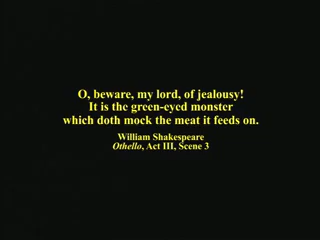 O, beware, my lord, of jealousy!
It is the green-eyed monster
which doth mock the meat it feeds on.
William Shakespeare
Othello, Act III, Scene 3